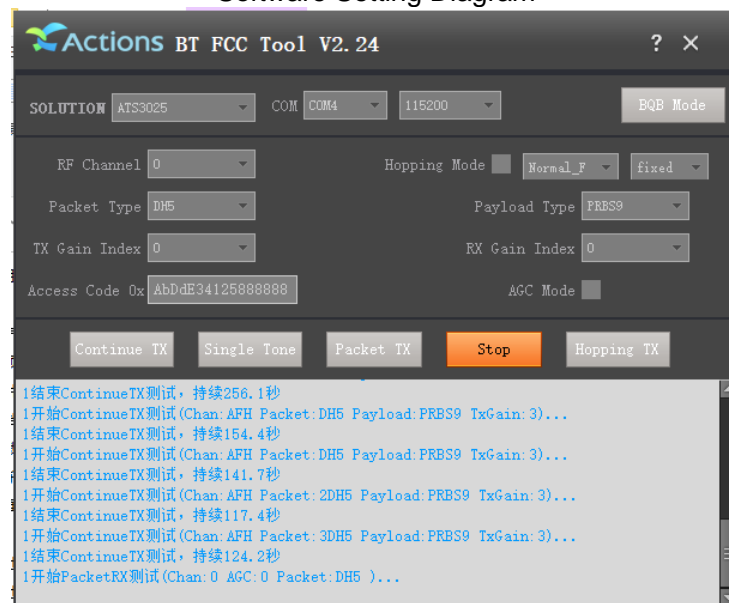 Software Setting Diagram
Actions BT FCC Tool V2.24 ? ×
SOLUTION ATS3025 COM COM4 115200 BQB Mode
RF Channel 0 Hopping Mode Normal_F fixed
Packet Type DH5 Payload Type PRBS9
TX Gain Index 0 RX Gain Index 0
Access Code 0x AbDdE34125888888 AGC Mode
Continue TX Single Tone Packet TX Stop Hopping TX
1结束ContinueTX测试，持续256.1秒
1开始ContinueTX测试(Chan:AFH Packet:DH5 Payload:PRBS9 TxGain:3)...
1结束ContinueTX测试，持续154.4秒
1开始ContinueTX测试(Chan:AFH Packet:DH5 Payload:PRBS9 TxGain:3)...
1结束ContinueTX测试，持续141.7秒
1开始ContinueTX测试(Chan:AFH Packet:2DH5 Payload:PRBS9 TxGain:3)...
1结束ContinueTX测试，持续117.4秒
1开始ContinueTX测试(Chan:AFH Packet:3DH5 Payload:PRBS9 TxGain:3)...
1结束ContinueTX测试，持续124.2秒
1开始PacketRX测试(Chan:0 AGC:0 Packet:DH5 )...